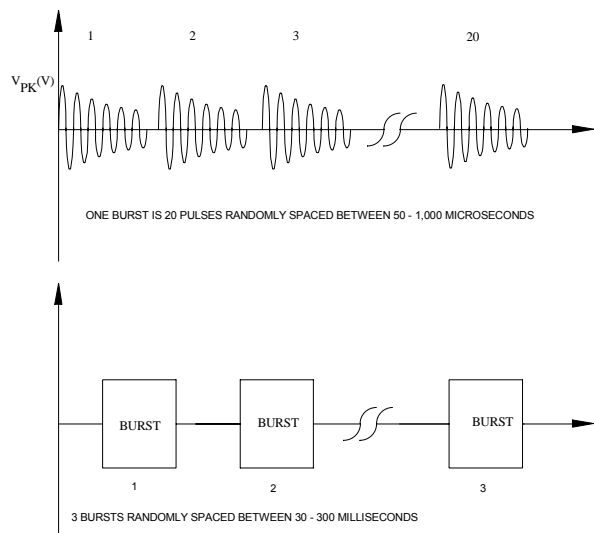 1 2 3 20
VPK(V)
ONE BURST IS 20 PULSES RANDOMLY SPACED BETWEEN 50 - 1,000 MICROSECONDS
BURST BURST BURST
1 2 3
3 BURSTS RANDOMLY SPACED BETWEEN 30 - 300 MILLISECONDS